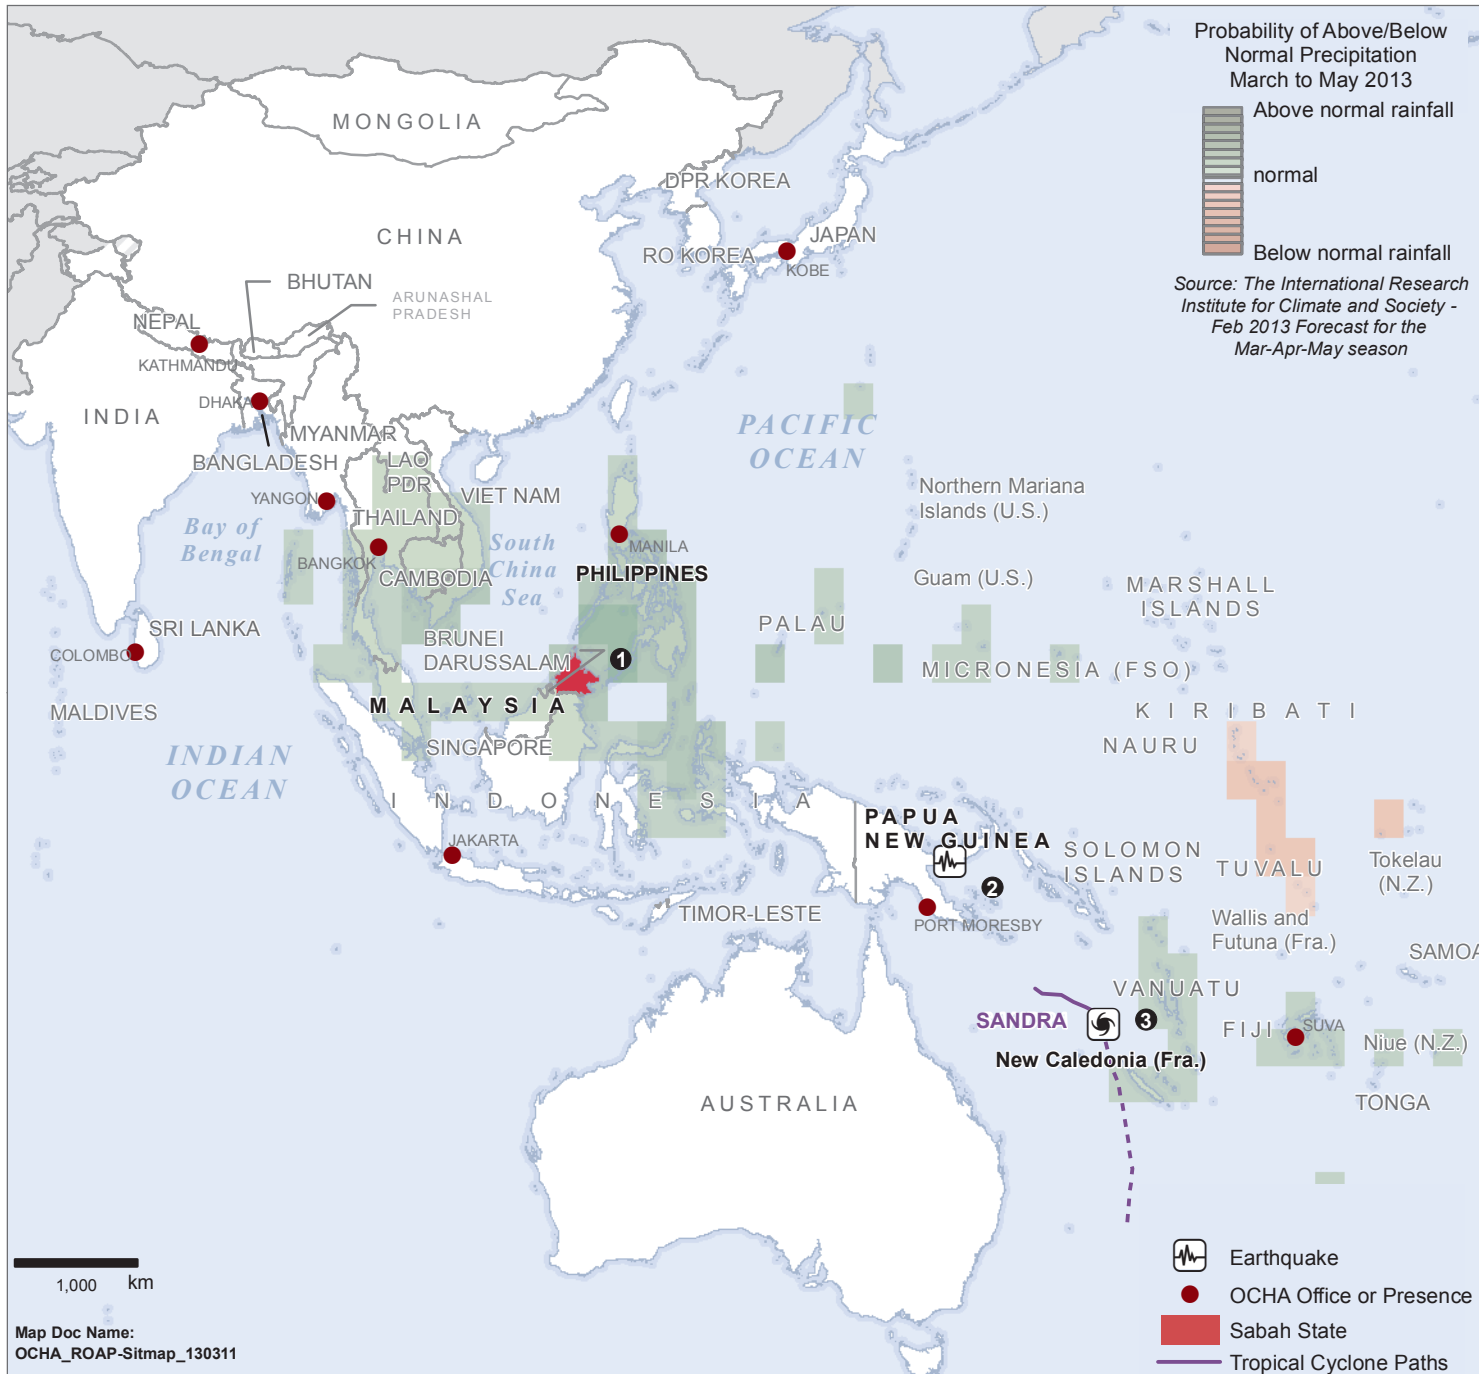 Probability of Above/Below
Normal Precipitation
March to May 2013
Above normal rainfall
normal
Below normal rainfall
Source: The International Research
Institute for Climate and Society -
Feb 2013 Forecast for the
Mar-Apr-May season
MONGOLIA
DPR KOREA
CHINA
JAPAN
RO KOREA
KOBE
BHUTAN
ARUNASHAL
PRADESH
NEPAL
KATHMANDU
DHAKA
INDIA
MYANMAR
BANGLADESH
LAO
PDR
PACIFIC
OCEAN
YANGON
VIET NAM
Northern Mariana
Islands (U.S.)
THAILAND
Bay of
Bengal
South
China
Sea
MANILA
BANGKOK
CAMBODIA
PHILIPPINES
Guam (U.S.)
MARSHALL
ISLANDS
SRI LANKA
COLOMBO
PALAU
BRUNEI
DARUSSALAM
1
MICRONESIA (FSO)
MALDIVES
MALAYSIA
KIRIBATI
NAURU
SINGAPORE
INDIAN
OCEAN
INDONESIA
PAPUA
NEW GUINEA
JAKARTA
SOLOMON
ISLANDS
TUVALU
Tokelau
(N.Z.)
2
TIMOR-LESTE
PORT MORESBY
Wallis and
Futuna (Fra.)
SAMOA
VANUATU
SANDRA
3
FIJI
SUVA
Niue (N.Z.)
New Caledonia (Fra.)
AUSTRALIA
TONGA
1,000 km
Map Doc Name:
OCHA_ROAP-Sitmap_130311
Earthquake
OCHA Office or Presence
Sabah State
Tropical Cyclone Paths